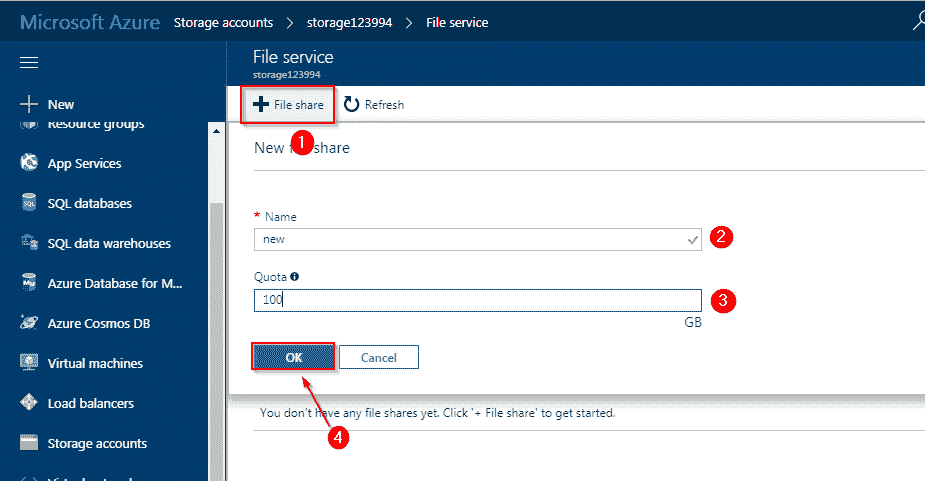 Microsoft Azure Storage accounts > storage123994 > File service
File service
storage123994
New
File share
Refresh
1
Resource groups
New file share
App Services
SQL databases
* Name
new
2
SQL data warehouses
Quota
Azure Database for M...
100
3
GB
Azure Cosmos DB
OK
Cancel
Virtual machines
Load balancers
You don't have any file shares yet. Click '+ File share' to get started.
4
Storage accounts